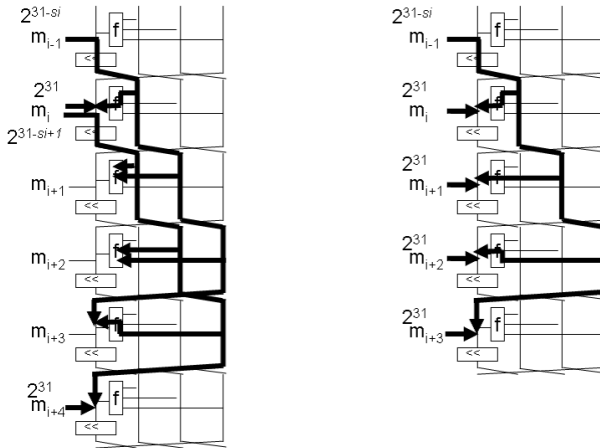 2^31-si
m_i-1
f
<<
2^31
m_i
f
2^31-si+1
<<
m_i+1
f
<<
m_i+2
f
<<
m_i+3
f
<<
2^31
m_i+4
f
<<
2^31-si
m_i-1
f
<<
2^31
m_i
f
<<
2^31
m_i+1
f
<<
2^31
m_i+2
f
<<
2^31
m_i+3
f
<<